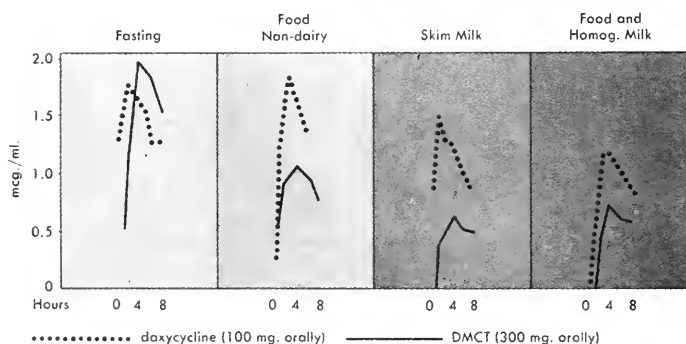 Fasting
Food
Non-dairy
Skim Milk
Food and
Homog. Milk
2.0
1.5
1.0
0.5
0
mcg./ml.
Hours 0 4 8 0 4 8 0 4 8 0 4 8
daxycycline (100 mg. orally) DMCT (300 mg. orally)